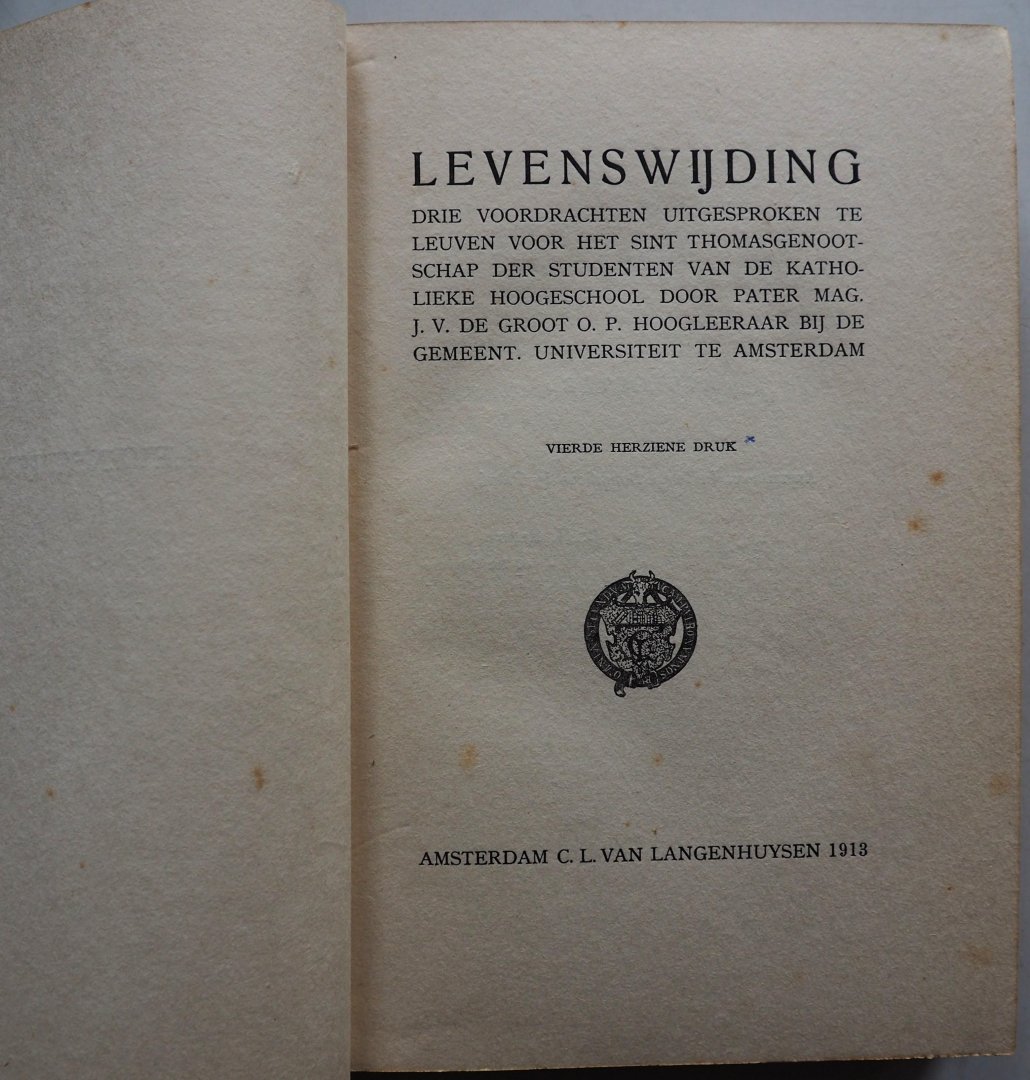 LEVENSWIJDING
DRIE VOORDRACHTEN UITGESPROKEN TE
LEUVEN VOOR HET SINT THOMASGENOOT-
SCHAP DER STUDENTEN VAN DE KATHO-
LIEKE HOOGESCHOOL DOOR PATER MAG.
J. V. DE GROOT O. P. HOOGLEERAAR BIJ DE
GEMEENT. UNIVERSITEIT TE AMSTERDAM
VIERDE HERZIENE DRUK
AMSTERDAM C. L. VAN LANGENHUYSEN 1913